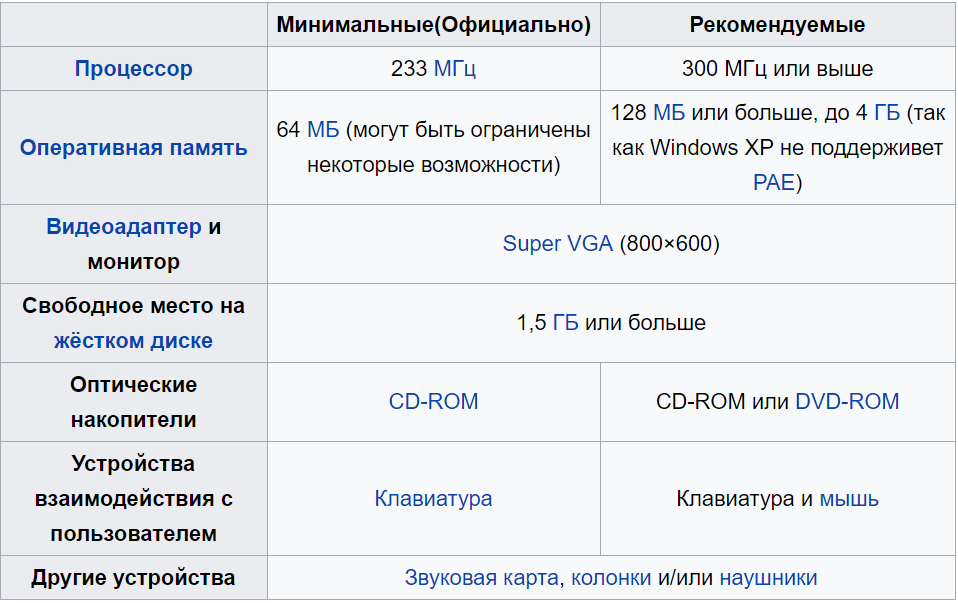 Минимальные(Официально) Рекомендуемые
Процессор 233 МГц 300 МГц или выше
Оперативная память 64 МБ (могут быть ограничены некоторые возможности) 128 МБ или больше, до 4 ГБ (так как Windows XP не поддерживет PAE)
Видеоадаптер и монитор Super VGA (800×600)
Свободное место на жёстком диске 1,5 ГБ или больше
Оптические накопители CD-ROM CD-ROM или DVD-ROM
Устройства взаимодействия с пользователем Клавиатура Клавиатура и мышь
Другие устройства Звуковая карта, колонки и/или наушники